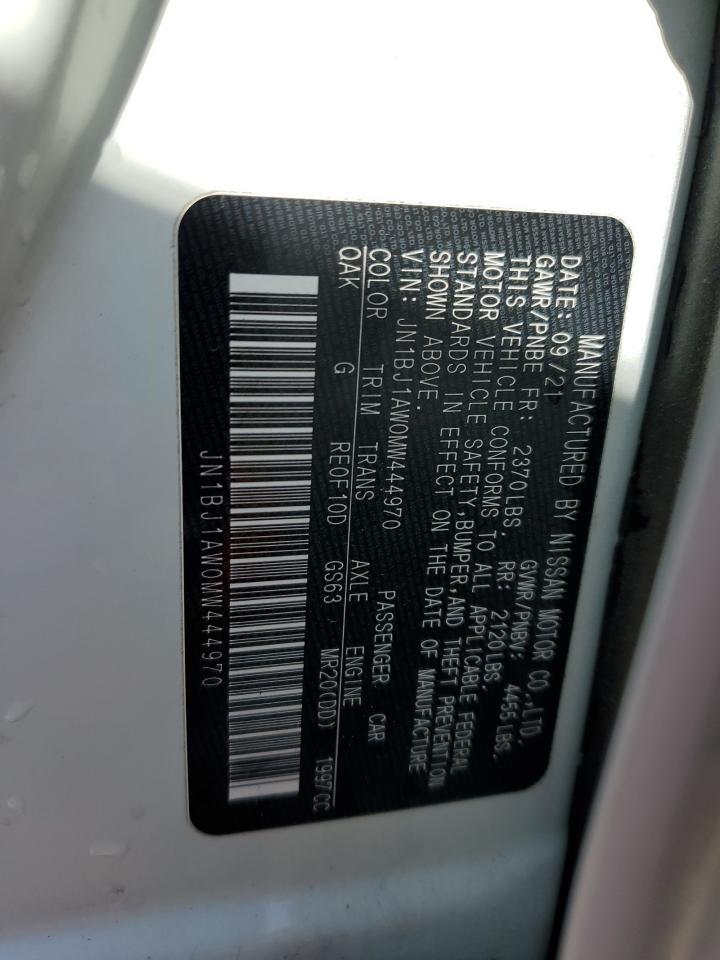 MANUFACTURED BY NISSAN MOTOR CO.,LTD.
DATE: 09/21 GVWR/PNBV: 4455LBS,
GAWR/PNBE FR: 2370LBS, RR: 2120LBS,
THIS VEHICLE CONFORMS TO ALL APPLICABLE FEDERAL
MOTOR VEHICLE SAFETY,BUMPER,AND THEFT PREVENTION
STANDARDS IN EFFECT ON THE DATE OF MANUFACTURE
SHOWN ABOVE.
VIN: JN1BJ1AW0MW444970 PASSENGER CAR
COLOR TRIM TRANS AXLE ENGINE
QAK G RE0F10D GS63 MR20(DD) 1997CC
JN1BJ1AW0MW444970